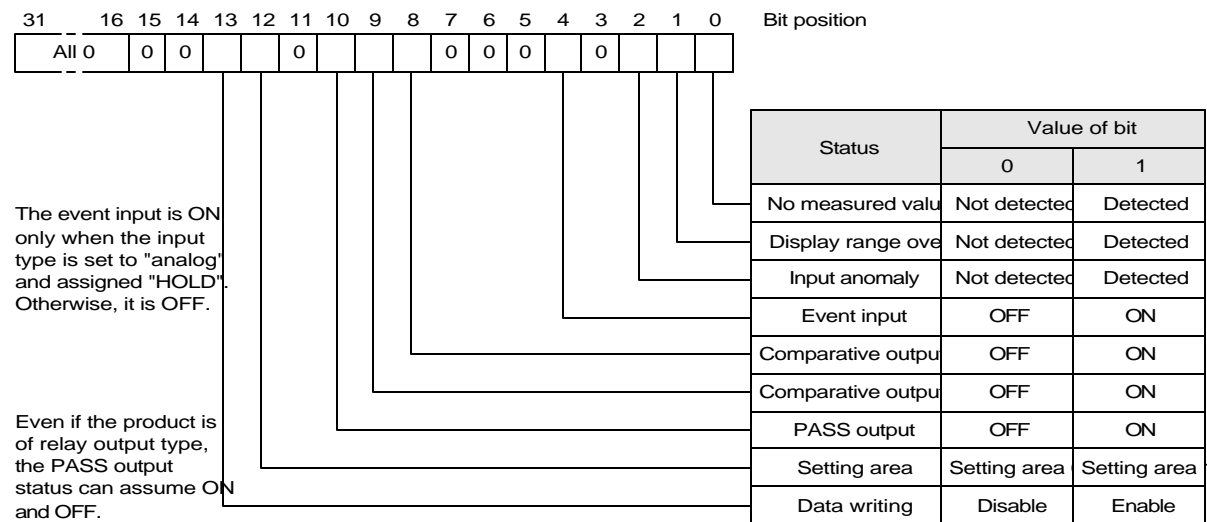 31 16 15 14 13 12 11 10 9 8 7 6 5 4 3 2 1 0 Bit position
All 0 0 0 0 0 0 0 0
Status Value of bit
0 1
The event input is ON
only when the input
type is set to "analog"
and assigned "HOLD".
Otherwise, it is OFF.
No measured valu Not detected Detected
Display range ove Not detected Detected
Input anomaly Not detected Detected
Event input OFF ON
Comparative outpu OFF ON
Comparative outpu OFF ON
PASS output OFF ON
Setting area Setting area Setting area
Data writing Disable Enable
Even if the product is
of relay output type,
the PASS output
status can assume ON
and OFF.